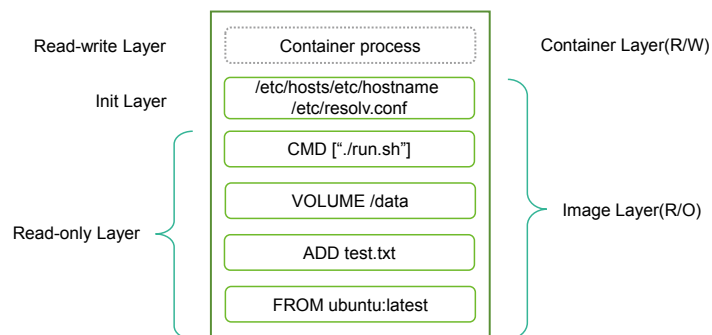 Read-write Layer
Container process
Container Layer(R/W)
Init Layer
/etc/hosts/etc/hostname
/etc/resolv.conf
CMD [“./run.sh”]
VOLUME /data
Read-only Layer
Image Layer(R/O)
ADD test.txt
FROM ubuntu:latest